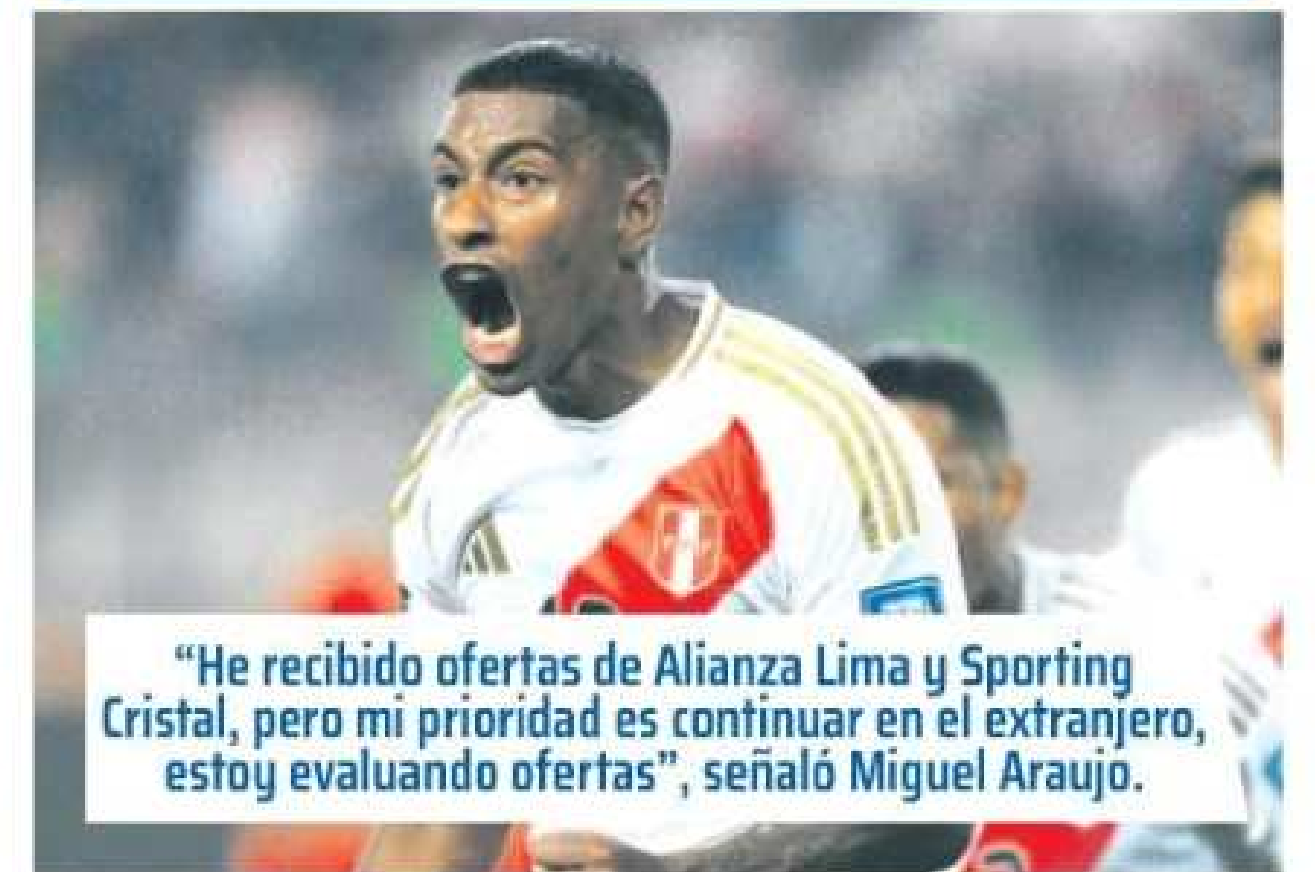 “He recibido ofertas de Alianza Lima y Sporting
Cristal, pero mi prioridad es continuar en el extranjero,
estoy evaluando ofertas”, señaló Miguel Araujo.